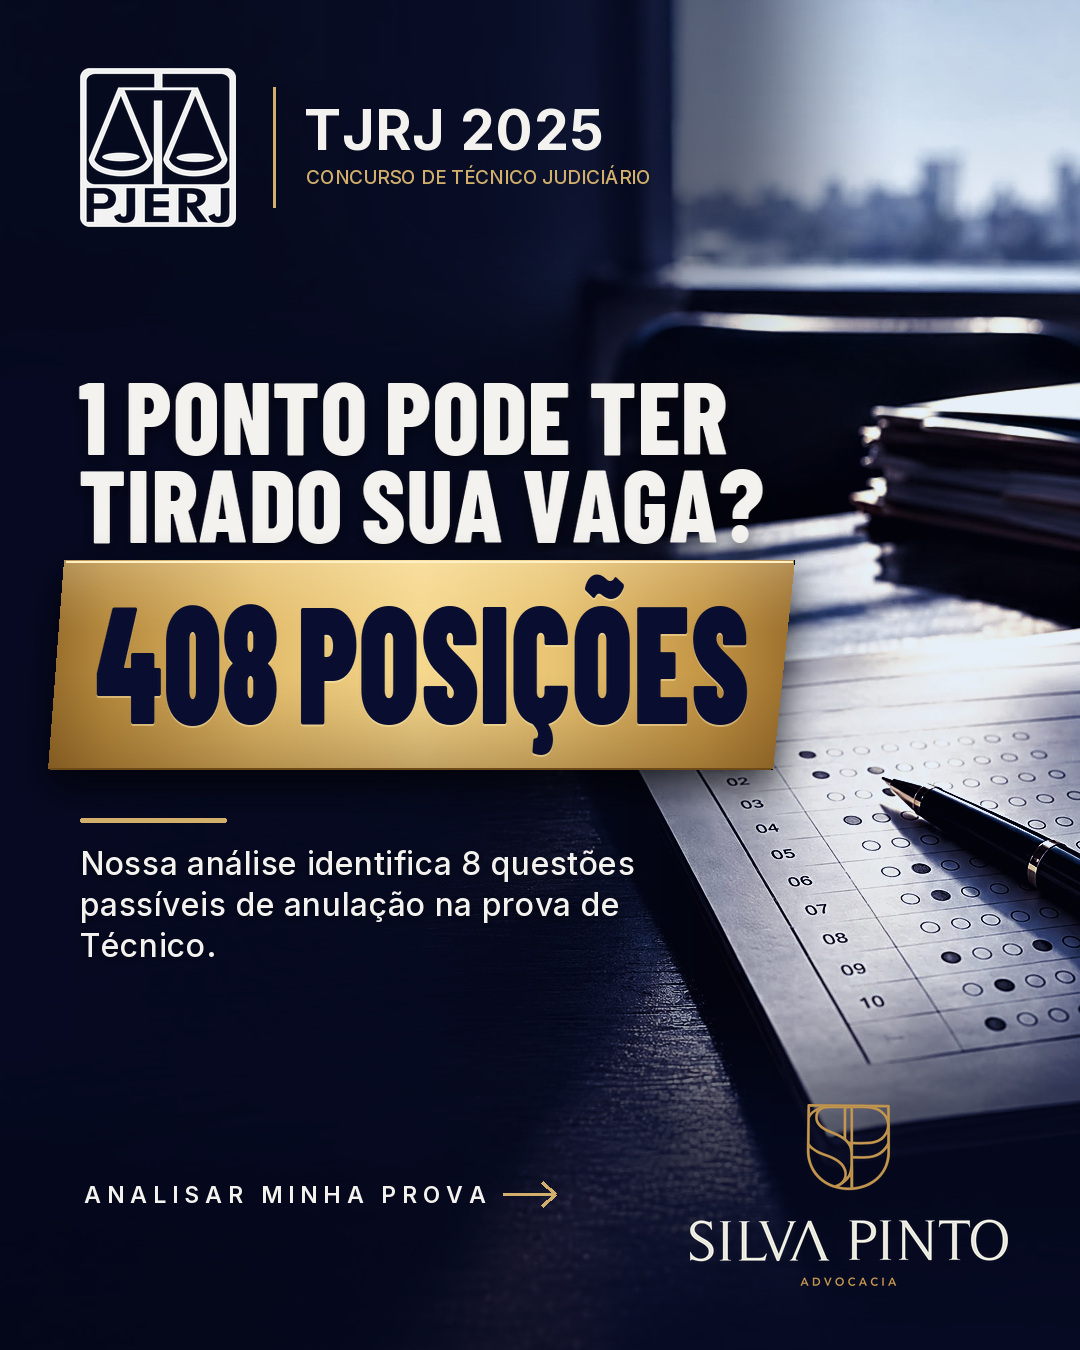 PJERJ
TJRJ 2025
CONCURSO DE TÉCNICO JUDICIÁRIO
1 PONTO PODE TER
TIRADO SUA VAGA?
408 POSIÇÕES
02
03
04
05
06
07
08
09
10
Nossa análise identifica 8 questões
passíveis de anulação na prova de
Técnico.
ANALISAR MINHA PROVA
SILVA PINTO
ADVOCACIA